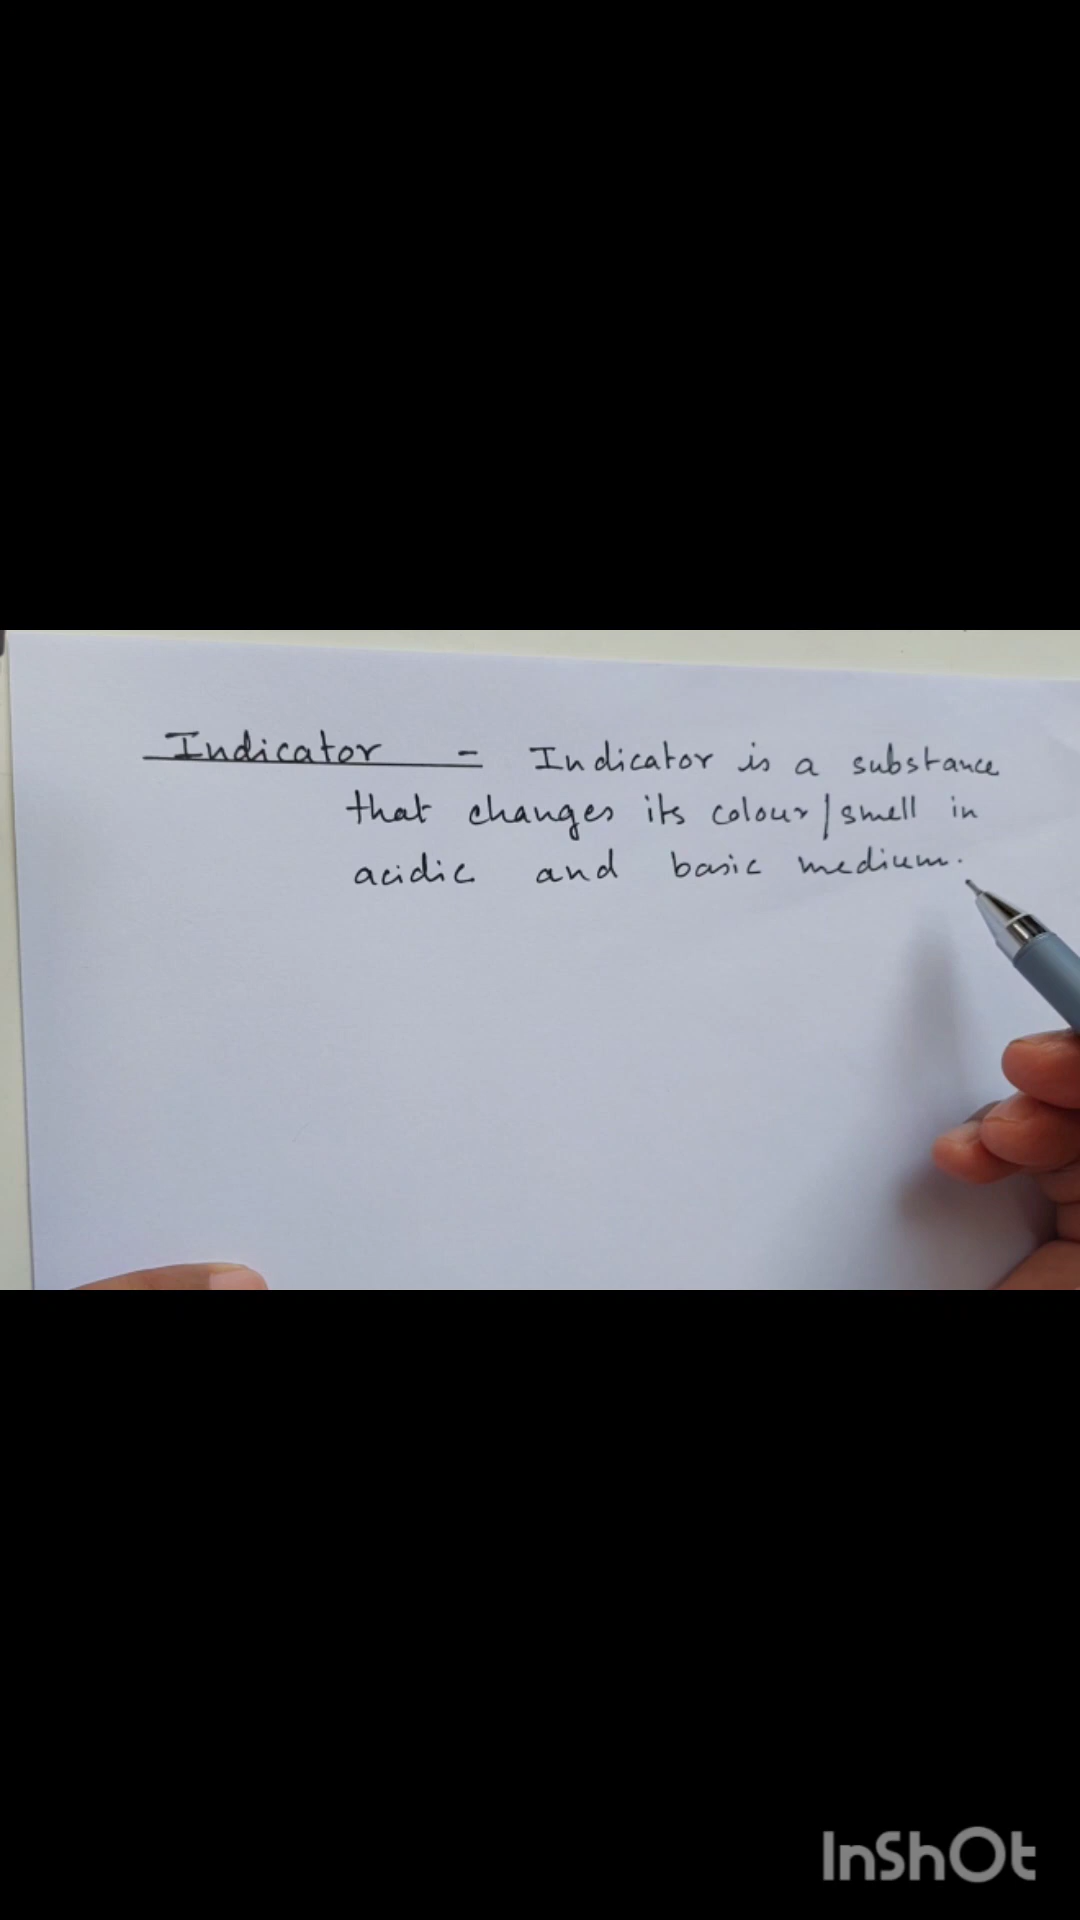 Indicator - Indicator is a substance
that changes its colour/smell in
acidic and basic medium.
InShOt